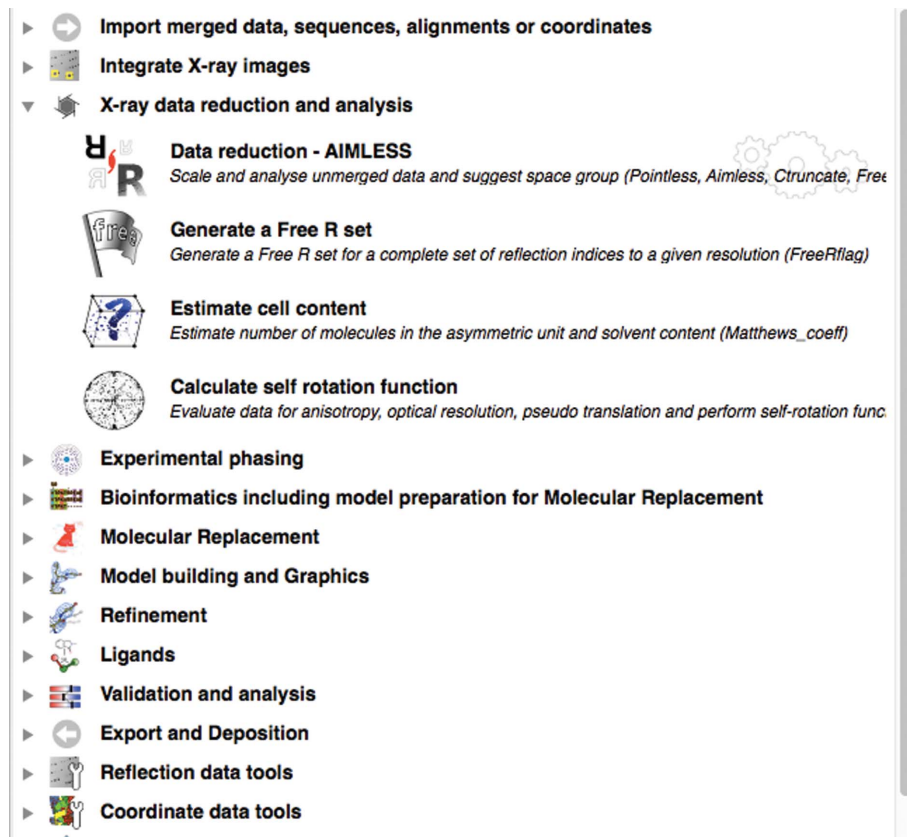 Import merged data, sequences, alignments or coordinates
Integrate X-ray images
X-ray data reduction and analysis
Data reduction - AIMLESS
Scale and analyse unmerged data and suggest space group (Pointless, Aimless, Ctruncate, Free
Generate a Free R set
Generate a Free R set for a complete set of reflection indices to a given resolution (FreeRflag)
Estimate cell content
Estimate number of molecules in the asymmetric unit and solvent content (Matthews_coeff)
Calculate self rotation function
Evaluate data for anisotropy, optical resolution, pseudo translation and perform self-rotation func
Experimental phasing
Bioinformatics including model preparation for Molecular Replacement
Molecular Replacement
Model building and Graphics
Refinement
Ligands
Validation and analysis
Export and Deposition
Reflection data tools
Coordinate data tools